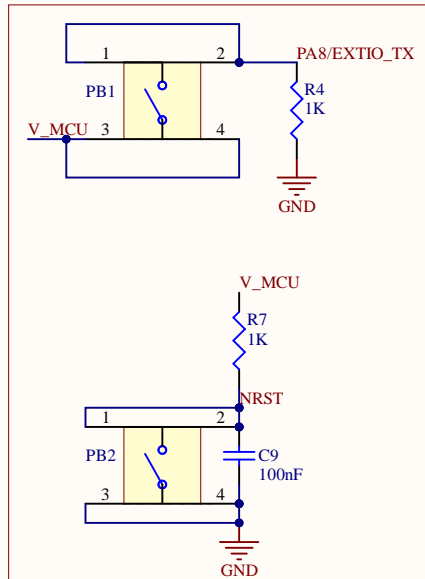 1 2 PA8/EXTIO_TX
PB1 R4
1K
V_MCU 3 4
GND
V_MCU
R7
1K
NRST
1 2
PB2 C9
100nF
3 4
GND